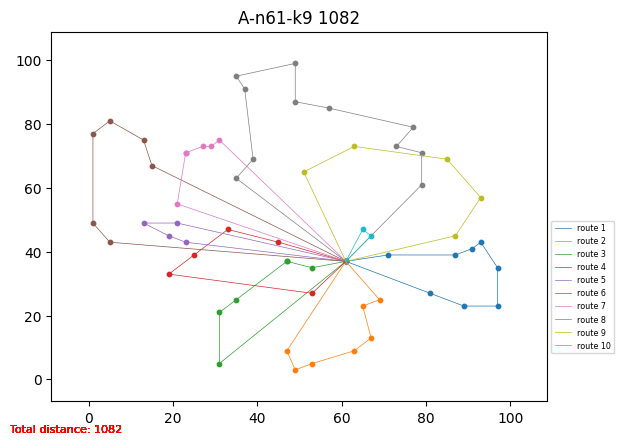 A-n61-k9 1082
100
80
60
40
20
0
0 20 40 60 80 100
route 1
route 2
route 3
route 4
route 5
route 6
route 7
route 8
route 9
route 10
Total distance: 1082